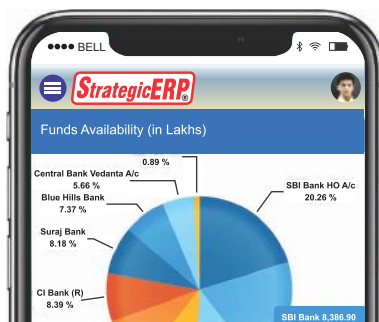 BELL
StrategicERP®
Funds Availability (in Lakhs)
0.89 %
Central Bank Vedanta A/c
5.66 %
Blue Hills Bank
7.37 %
Suraj Bank
8.18 %
CI Bank (R)
8.39 %
SBI Bank HO A/c
20.26 %
SBI Bank 8,386.90